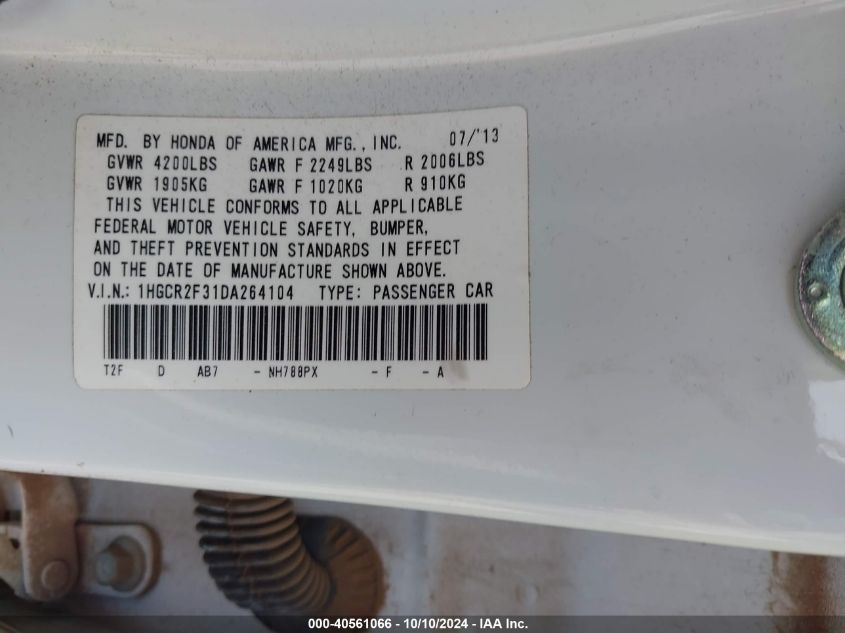 MFD. BY HONDA OF AMERICA MFG., INC. 07/'13
GVWR 4200LBS GAWR F 2249LBS R 2006LBS
GVWR 1905KG GAWR F 1020KG R 910KG
THIS VEHICLE CONFORMS TO ALL APPLICABLE
FEDERAL MOTOR VEHICLE SAFETY, BUMPER,
AND THEFT PREVENTION STANDARDS IN EFFECT
ON THE DATE OF MANUFACTURE SHOWN ABOVE.
V.I.N.: 1HGCR2F31DA264104 TYPE: PASSENGER CAR
T2F D AB7 - NH788PX - F - A
000-40561066 - 10/10/2024 - IAA Inc.